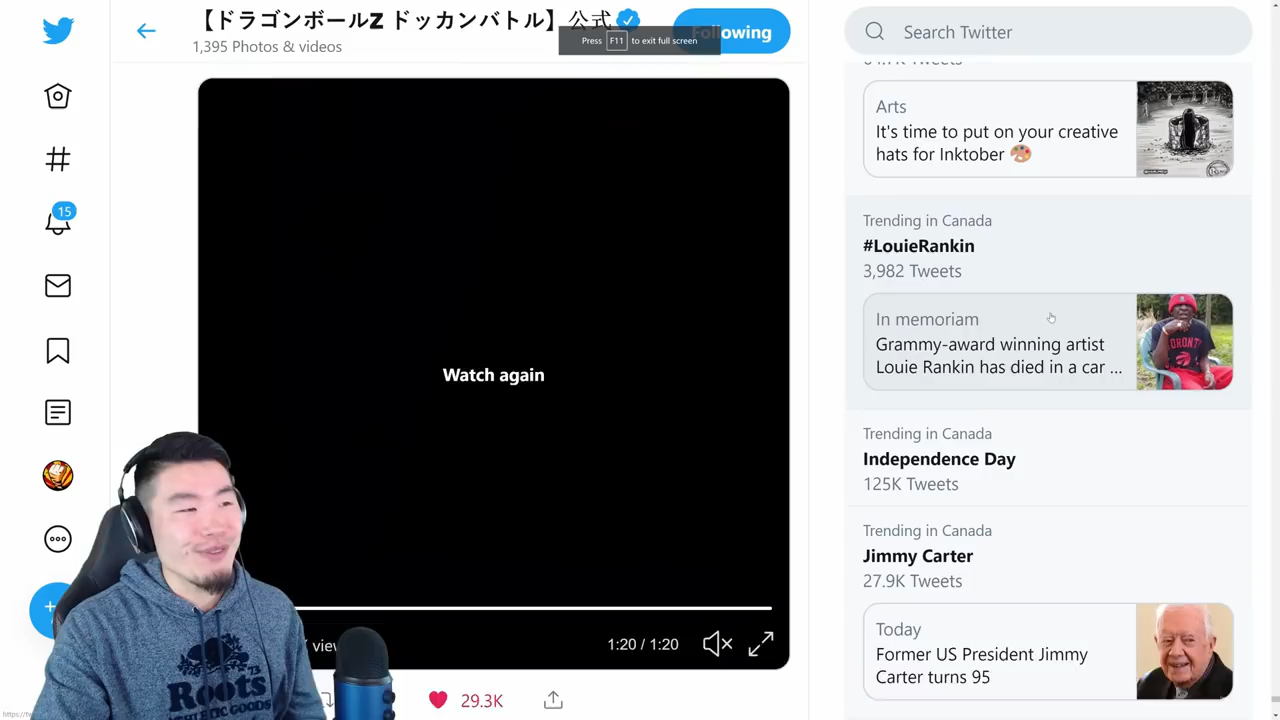 【ドラゴンボールZ ドッカンバトル】公式
1,395 Photos & videos
Press F11 to exit full screen
Following
Search Twitter
15
Arts
It's time to put on your creative
hats for Inktober 🎨
Trending in Canada
#LouieRankin
3,982 Tweets
In memoriam
Grammy-award winning artist
Louie Rankin has died in a car ...
Trending in Canada
Independence Day
125K Tweets
Trending in Canada
Jimmy Carter
27.9K Tweets
Today
Former US President Jimmy
Carter turns 95
Watch again
1:20 / 1:20
29.3K
Roots
ATHLETIC GOODS
TORONTO